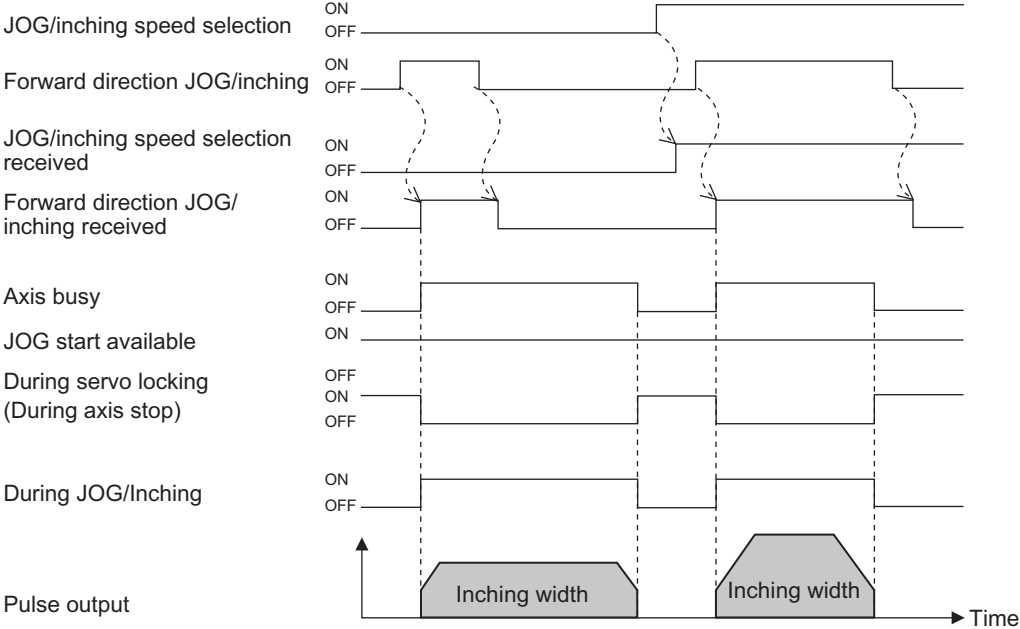 ON
JOG/inching speed selection
OFF
ON
Forward direction JOG/inching
OFF
JOG/inching speed selection
received
ON
OFF
Forward direction JOG/
inching received
ON
OFF
ON
Axis busy
OFF
JOG start available
ON
OFF
During servo locking
(During axis stop)
ON
OFF
ON
During JOG/Inching
OFF
Pulse output
Inching width
Inching width
Time